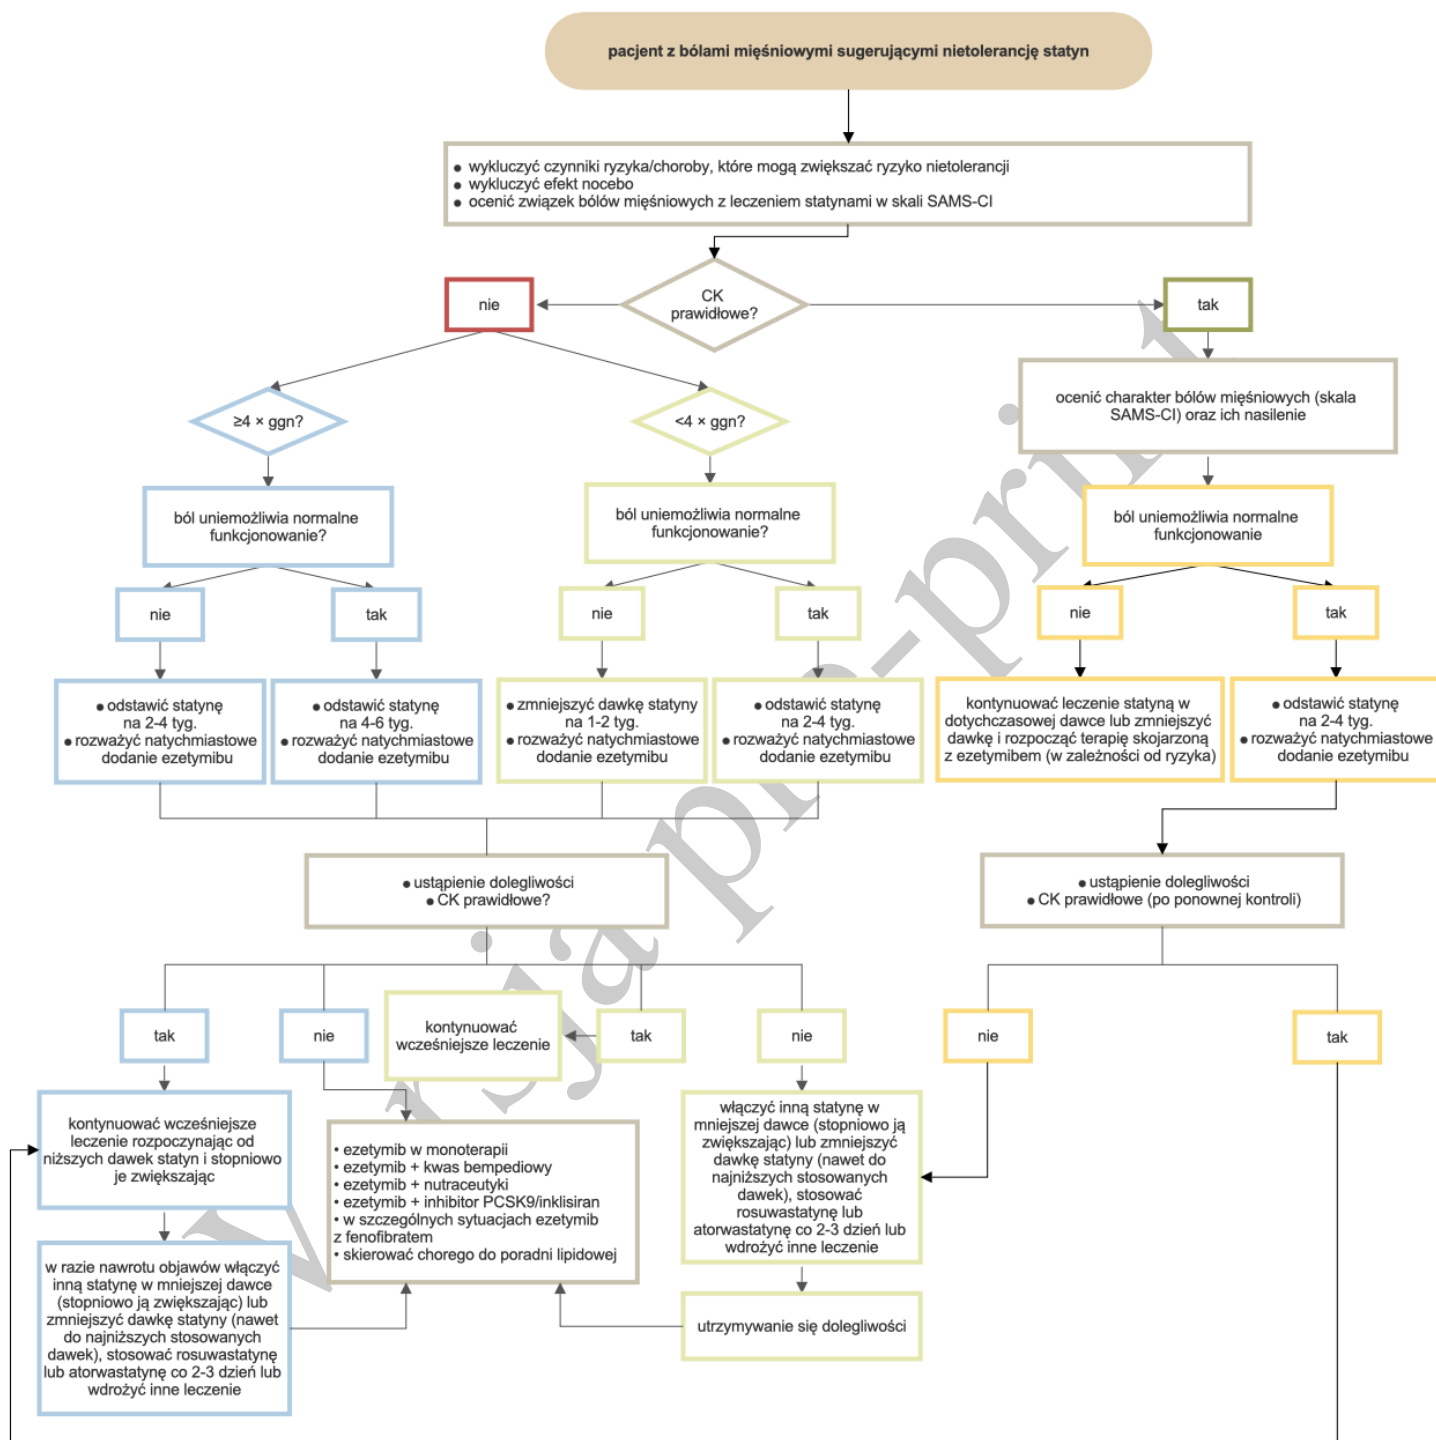 pacjent z bólami mięśniowymi sugerującymi nietolerancję statyn
● wykluczyć czynniki ryzyka/choroby, które mogą zwiększać ryzyko nietolerancji
● wykluczyć efekt nocebo
● ocenić związek bólów mięśniowych z leczeniem statynami w skali SAMS-CI
CK
prawidłowe?
nie
tak
≥4 × ggn?
<4 × ggn?
ocenić charakter bólów mięśniowych (skala
SAMS-CI) oraz ich nasilenie
ból uniemożliwia normalne
funkcjonowanie?
ból uniemożliwia normalne
funkcjonowanie?
ból uniemożliwia normalne
funkcjonowanie
nie
tak
nie
tak
nie
tak
● odstawić statynę
na 2-4 tyg.
● rozważyć natychmiastowe
dodanie ezetymibu
● odstawić statynę
na 4-6 tyg.
● rozważyć natychmiastowe
dodanie ezetymibu
● zmniejszyć dawkę statyny
na 1-2 tyg.
● rozważyć natychmiastowe
dodanie ezetymibu
● odstawić statynę
na 2-4 tyg.
● rozważyć natychmiastowe
dodanie ezetymibu
kontynuować leczenie statyną w
dotychczasowej dawce lub zmniejszyć
dawkę i rozpocząć terapię skojarzoną
z ezetymibem (w zależności od ryzyka)
● odstawić statynę
na 2-4 tyg.
● rozważyć natychmiastowe
dodanie ezetymibu
● ustąpienie dolegliwości
● CK prawidłowe?
● ustąpienie dolegliwości
● CK prawidłowe (po ponownej kontroli)
tak
nie
kontynuować
wcześniejsze leczenie
tak
nie
nie
tak
kontynuować wcześniejsze
leczenie rozpoczynając od
niższych dawek statyn i stopniowo
je zwiększając
• ezetymib w monoterapii
• ezetymib + kwas bempediowy
• ezetymib + nutraceutyki
• ezetymib + inhibitor PCSK9/inklisiran
• w szczególnych sytuacjach ezetymib
z fenofibratem
• skierować chorego do poradni lipidowej
włączyć inną statynę w
mniejszej dawce (stopniowo ją
zwiększając) lub zmniejszyć
dawkę statyny (nawet do
najniższych stosowanych
dawek), stosować
rosuwastatynę lub
atorwastatynę co 2-3 dzień lub
wdrożyć inne leczenie
w razie nawrotu objawów włączyć
inną statynę w mniejszej dawce
(stopniowo ją zwiększając) lub
zmniejszyć dawkę statyny (nawet
do najniższych stosowanych
dawek), stosować rosuwastatynę
lub atorwastatynę co 2-3 dzień lub
wdrożyć inne leczenie
utrzymywanie się dolegliwości
wersja pre-print